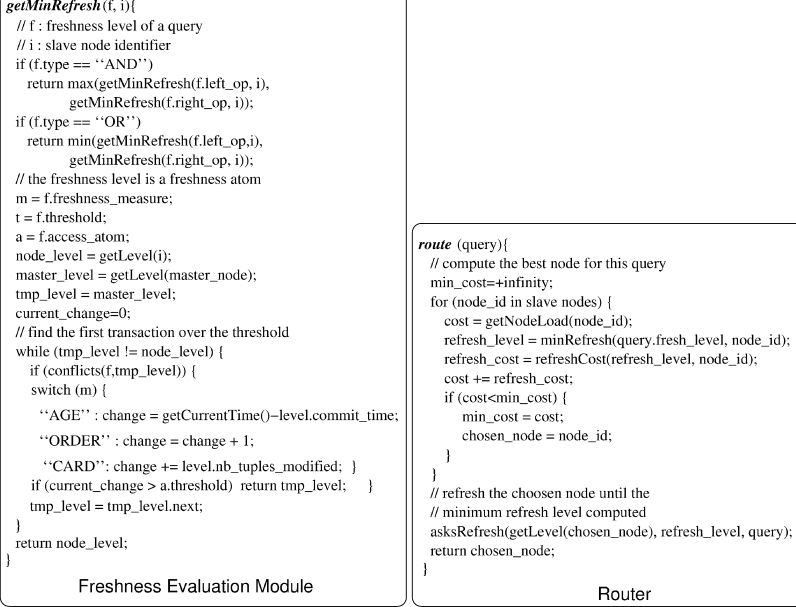 getMinRefresh(f, i){
// f : freshness level of a query
// i : slave node identifier
if (f.type == ‘‘AND’’)
return max(getMinRefresh(f.left_op, i),
getMinRefresh(f.right_op, i));
if (f.type == ‘‘OR’’)
return min(getMinRefresh(f.left_op,i),
getMinRefresh(f.right_op, i));
// the freshness level is a freshness atom
m = f.freshness_measure;
t = f.threshold;
a = f.access_atom;
node_level = getLevel(i);
master_level = getLevel(master_node);
tmp_level = master_level;
current_change=0;
// find the first transaction over the threshold
while (tmp_level != node_level) {
if (conflicts(f,tmp_level)) {
switch (m) {
‘‘AGE’’ : change = getCurrentTime()−level.commit_time;
‘‘ORDER’’ : change = change + 1;
‘‘CARD’’: change += level.nb_tuples_modified; }
if (current_change > a.threshold) return tmp_level; }
tmp_level = tmp_level.next;
}
return node_level;
}
Freshness Evaluation Module
route (query){
// compute the best node for this query
min_cost=+infinity;
for (node_id in slave nodes) {
cost = getNodeLoad(node_id);
refresh_level = minRefresh(query.fresh_level, node_id);
refresh_cost = refreshCost(refresh_level, node_id);
cost += refresh_cost;
if (cost<min_cost) {
min_cost = cost;
chosen_node = node_id;
}
}
// refresh the choosen node until the
// minimum refresh level computed
asksRefresh(getLevel(chosen_node), refresh_level, query);
return chosen_node;
}
Router